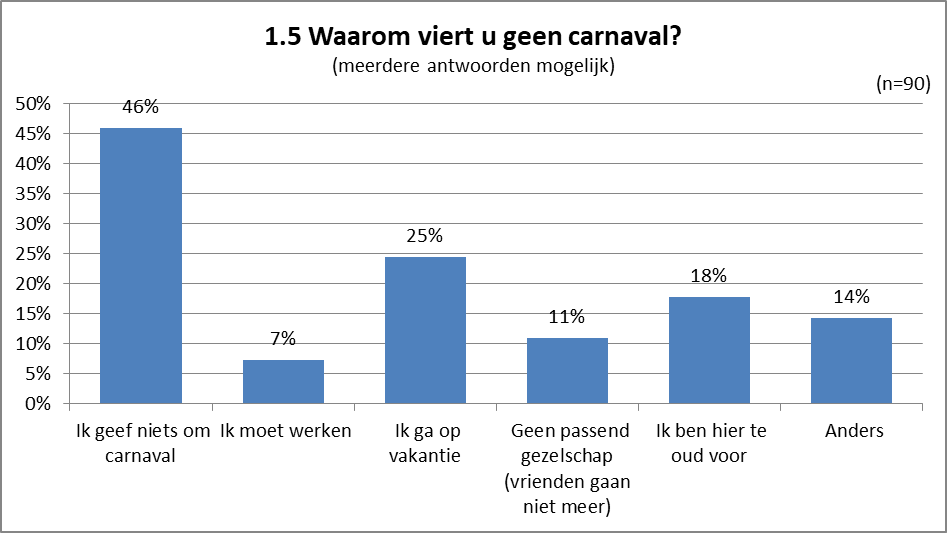 1.5 Waarom viert u geen carnaval?
(meerdere antwoorden mogelijk)
(n=90)
50%
45%
40%
35%
30%
25%
20%
15%
10%
5%
0%
46%
7%
25%
11%
18%
14%
Ik geef niets om
carnaval
Ik moet werken
Ik ga op
vakantie
Geen passend
gezelschap
(vrienden gaan
niet meer)
Ik ben hier te
oud voor
Anders